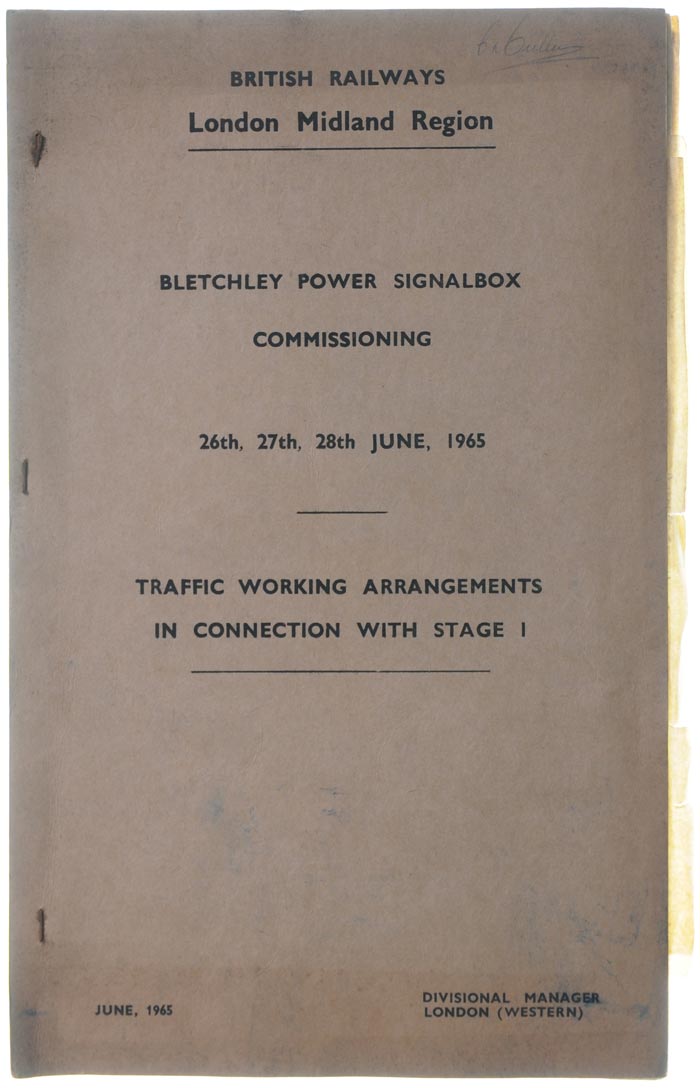 BRITISH RAILWAYS
London Midland Region
BLETCHLEY POWER SIGNALBOX
COMMISSIONING
26th, 27th, 28th JUNE, 1965
TRAFFIC WORKING ARRANGEMENTS
IN CONNECTION WITH STAGE I
JUNE, 1965
DIVISIONAL MANAGER
LONDON (WESTERN)